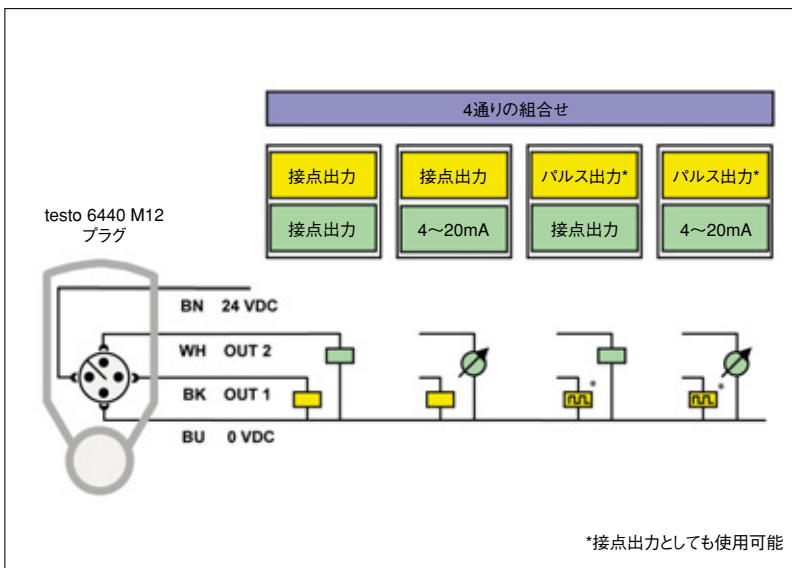 4通りの組合せ
接点出力 接点出力 パルス出力* パルス出力*
接点出力 4〜20mA 接点出力 4〜20mA
testo 6440 M12
プラグ
BN 24 VDC
WH OUT 2
BK OUT 1
* *
BU 0 VDC
*接点出力としても使用可能